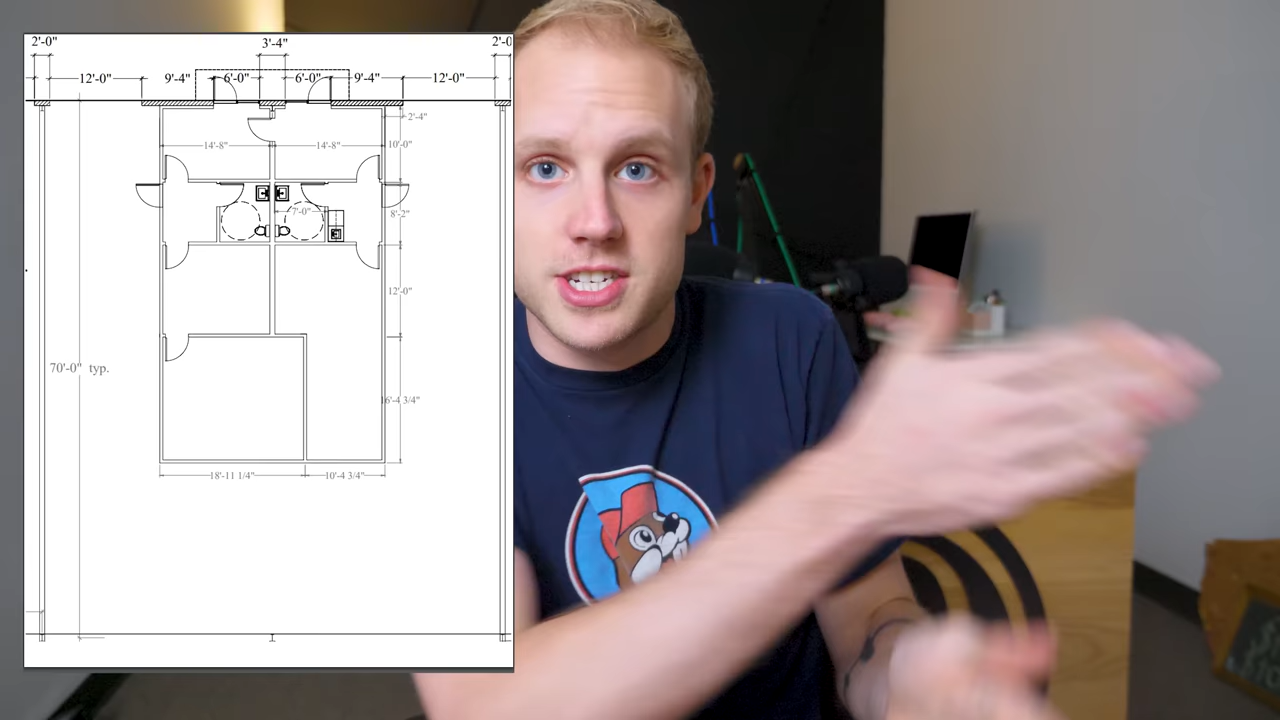 2'-0" 3'-4" 2'-0
12'-0" 9'-4" 6'-0" 6'-0" 9'-4" 12'-0"
2'-4"
14'-8" 14'-8" 10'-0"
7'-0" 8'-2"
12'-0"
70'-0" typ.
16'-4 3/4"
18'-11 1/4" 10'-4 3/4"